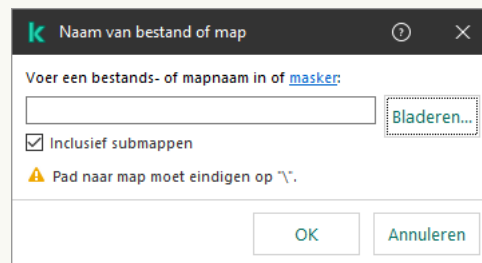 Naam van bestand of map
Voer een bestands- of mapnaam in of masker:
Bladeren...
Inclusief submappen
Pad naar map moet eindigen op "\".
OK
Annuleren